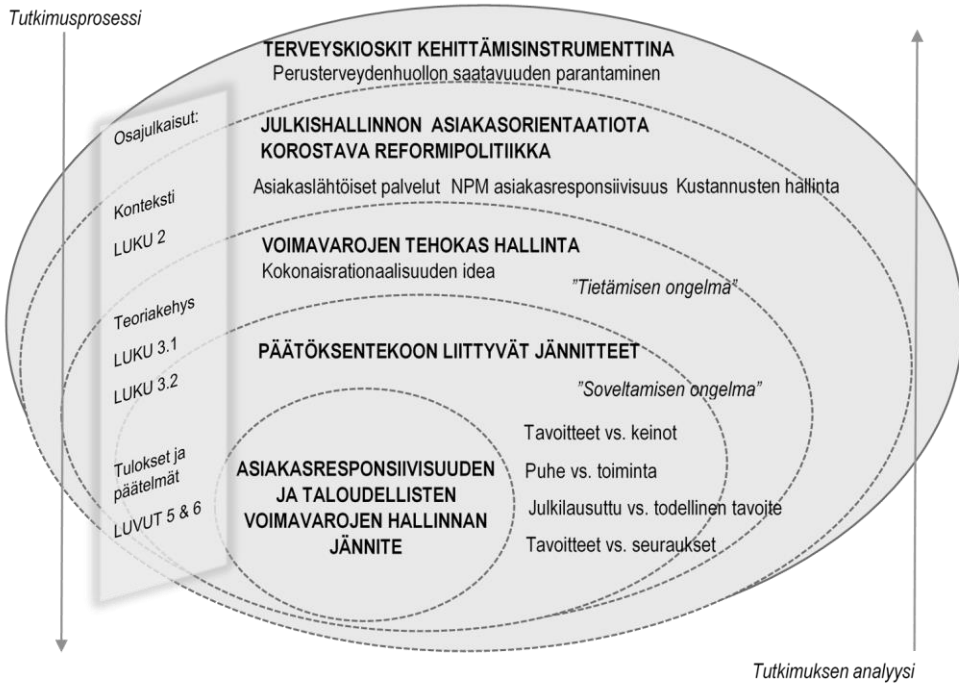 Tutkimusprosessi
TERVEYSKIOSKIT KEHITTÄMISINSTRUMENTTINA
Perusterveydenhuollon saatavuuden parantaminen
Osajulkaisut:
JULKISHALLINNON ASIAKASORIENTAATIOTA
KOROSTAVA REFORMIPOLITIIKKA
Asiakaslähtöiset palvelut NPM asiakasresponsiivisuus Kustannusten hallinta
Konteksti
LUKU 2
VOIMAVAROJEN TEHOKAS HALLINTA
Kokonaisrationaalisuuden idea
"Tietämisen ongelma"
Teoriakehys
LUKU 3.1
LUKU 3.2
PÄÄTÖKSENTEKOON LIITTYVÄT JÄNNITTEET
"Soveltamisen ongelma"
Tavoitteet vs. keinot
Puhe vs. toiminta
Julkilausuttu vs. todellinen tavoite
Tavoitteet vs. seuraukset
Tulokset ja
päätelmät
LUVUT 5 & 6
ASIAKASRESPONSIIVISUUDEN
JA TALOUDELLISTEN
VOIMAVAROJEN HALLINNAN
JÄNNITE
Tutkimuksen analyysi